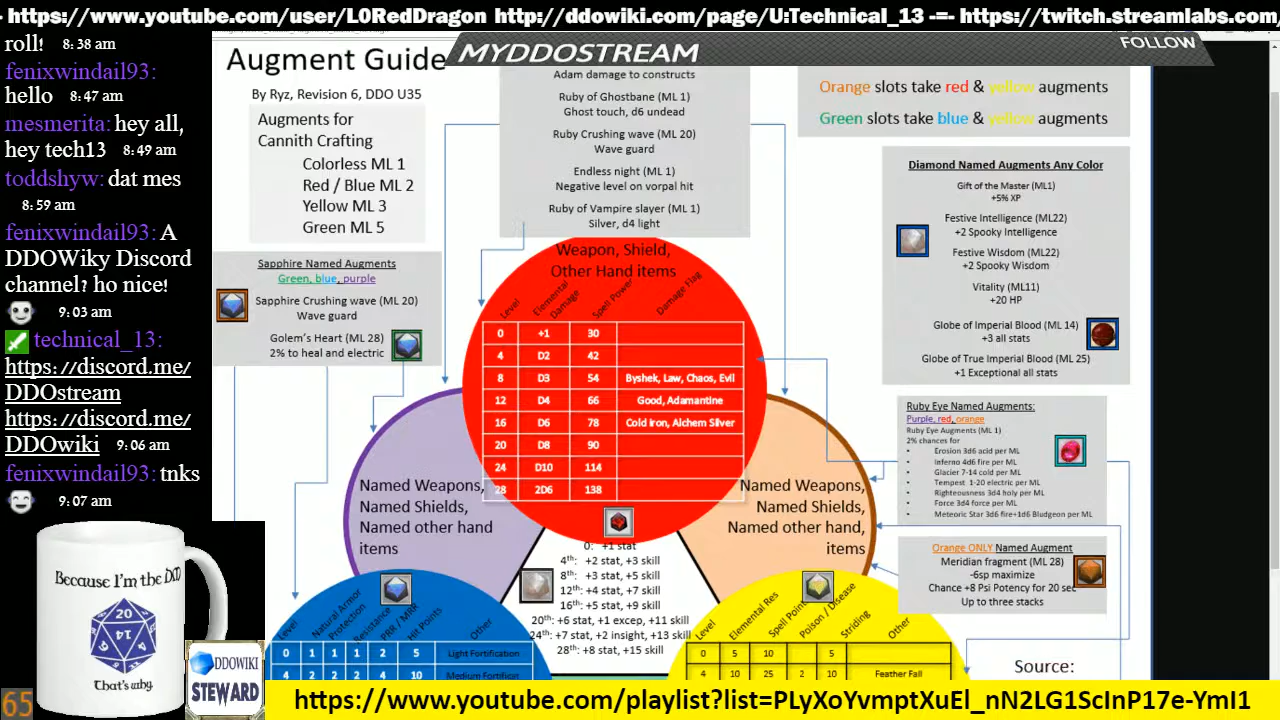 - https://www.youtube.com/user/L0RedDragon http://ddowiki.com/page/U:Technical_13 -=- https://twitch.streamlabs.com/
MYDDOSTREAM
FOLLOW
roll! 8:38 am
fenixwindail93:
hello 8:47 am
mesmerita: hey all,
hey tech13 8:49 am
toddshyw: dat mes
8:59 am
fenixwindail93: A
DDOWiky Discord
channel? ho nice!
9:03 am
technical_13:
https://discord.me/
DDOstream
https://discord.me/
DDOwiki 9:06 am
fenixwindail93: tnks
9:07 am
Because I'm the DD
20
14
That's why.
65
DDOWIKI
STEWARD
Augment Guide
By Ryz, Revision 6, DDO U35
Augments for
Cannith Crafting
Colorless ML 1
Red / Blue ML 2
Yellow ML 3
Green ML 5
Sapphire Named Augments
Green, blue, purple
Sapphire Crushing wave (ML 20)
Wave guard
Golem's Heart (ML 28)
2% to heal and electric
Adam damage to constructs
Ruby of Ghostbane (ML 1)
Ghost touch, d6 undead
Ruby Crushing wave (ML 20)
Wave guard
Endless night (ML 1)
Negative level on vorpal hit
Ruby of Vampire slayer (ML 1)
Silver, d4 light
Orange slots take red & yellow augments
Green slots take blue & yellow augments
Diamond Named Augments Any Color
Gift of the Master (ML1)
+5% XP
Festive Intelligence (ML22)
+2 Spooky Intelligence
Festive Wisdom (ML22)
+2 Spooky Wisdom
Vitality (ML11)
+20 HP
Globe of Imperial Blood (ML 14)
+3 all stats
Globe of True Imperial Blood (ML 25)
+1 Exceptional all stats
Ruby Eye Named Augments:
Purple, red, orange
Ruby Eye Augments (ML 1)
2% chances for
• Erosion 3d6 acid per ML
• Inferno 4d6 fire per ML
• Glacier 7-14 cold per ML
• Tempest 1-20 electric per ML
• Righteousness 3d4 holy per ML
• Force 3d4 force per ML
• Meteoric Star 3d6 fire+1d6 Bludgeon per ML
Orange ONLY Named Augment
Meridian fragment (ML 28)
-6sp maximize
Chance +8 Psi Potency for 20 sec
Up to three stacks
Source:
Weapon, Shield,
Other Hand items
Level Elemental Damage Spell Power Damage Flag
0 +1 30
4 D2 42
8 D3 54 Byshek, Law, Chaos, Evil
12 D4 66 Good, Adamantine
16 D6 78 Cold iron, Alchem Silver
20 D8 90
24 D10 114
28 2D6 138
Named Weapons,
Named Shields,
Named other hand
items
Named Weapons,
Named Shields,
Named other hand,
items
0: +1 stat
4th: +2 stat, +3 skill
8th: +3 stat, +5 skill
12th: +4 stat, +7 skill
16th: +5 stat, +9 skill
20th: +6 stat, +1 excep, +11 skill
24th: +7 stat, +2 insight, +13 skill
28th: +8 stat, +15 skill
Level Natural Armor Protection Resistance PRR / MRR Hit Points Other
0 1 1 1 2 5 Light Fortification
4 2 2 2 4 10 Medium Fortificat
Level Elemental Res Spell Point Poison / Disease Striding Other
0 5 10 5
4 10 25 2 10 Feather Fall
https://www.youtube.com/playlist?list=PLyXoYvmptXuEl_nN2LG1ScInP17e-YmI1